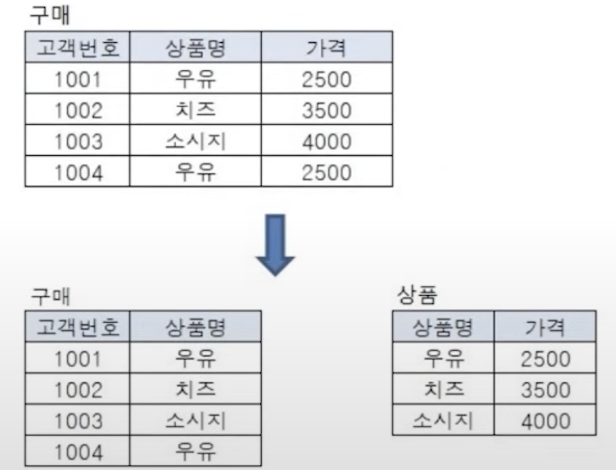 구매
고객번호 상품명 가격
1001 우유 2500
1002 치즈 3500
1003 소시지 4000
1004 우유 2500
구매
고객번호 상품명
1001 우유
1002 치즈
1003 소시지
1004 우유
상품
상품명 가격
우유 2500
치즈 3500
소시지 4000